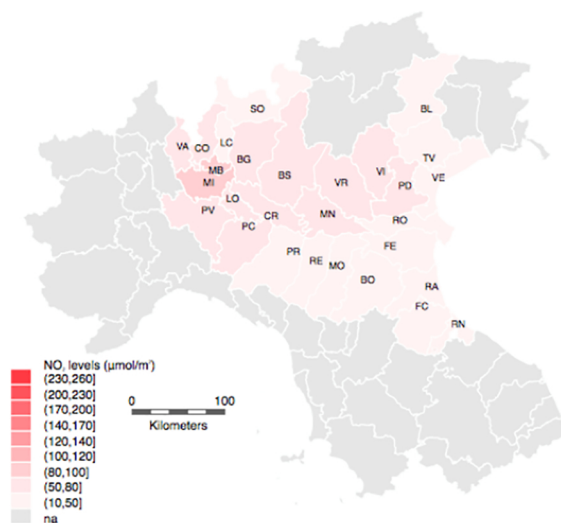 SO
BL
VA
CO
LC
MB
BG
MI
BS
VR
VI
TV
VE
PD
LO
PV
CR
MN
RO
PC
FE
PR
RE
MO
BO
RA
FC
RN
NO₂ levels (µmol/m²)
(230,260]
(200,230]
(170,200]
(140,170]
(120,140]
(100,120]
(80,100]
(50,80]
(10,50]
na
0 100
Kilometers